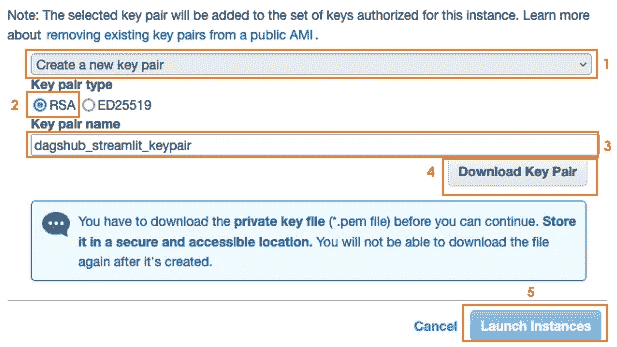 Note: The selected key pair will be added to the set of keys authorized for this instance. Learn more
about removing existing key pairs from a public AMI.
Create a new key pair 1
Key pair type
2 RSA ED25519
Key pair name
dagshub_streamlit_keypair 3
4 Download Key Pair
You have to download the private key file (*.pem file) before you can continue. Store
it in a secure and accessible location. You will not be able to download the file
again after it's created.
5
Cancel Launch Instances